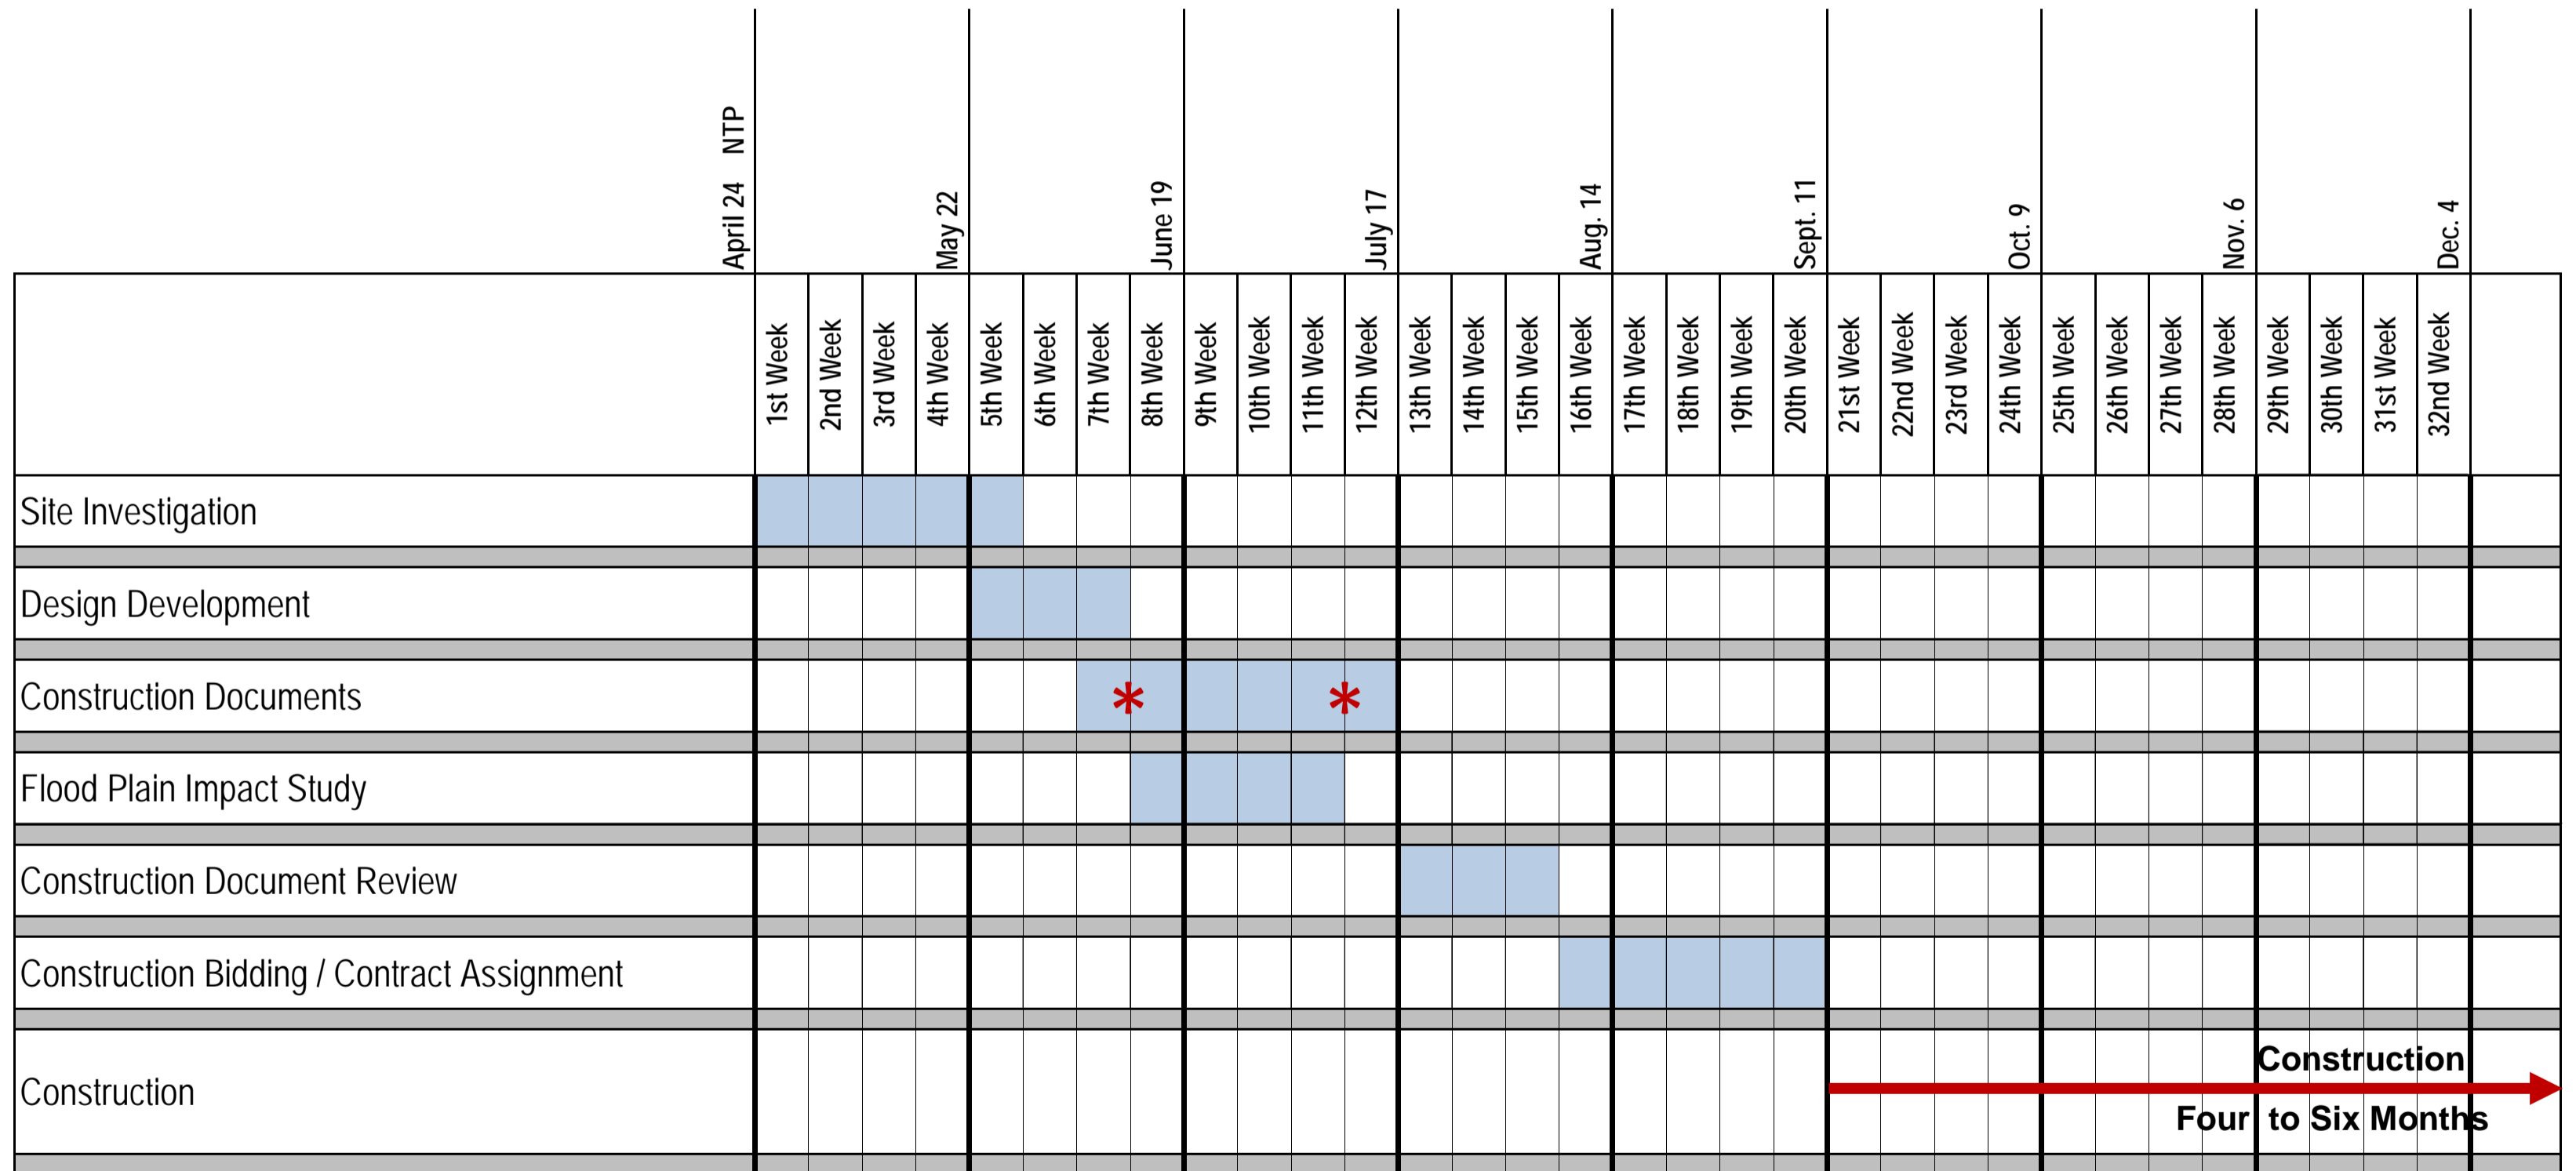 April 24 NTP
May 22
June 19
July 17
Aug. 14
Sept. 11
Oct. 9
Nov. 6
Dec. 4
1st Week
2nd Week
3rd Week
4th Week
5th Week
6th Week
7th Week
8th Week
9th Week
10th Week
11th Week
12th Week
13th Week
14th Week
15th Week
16th Week
17th Week
18th Week
19th Week
20th Week
21st Week
22nd Week
23rd Week
24th Week
25th Week
26th Week
27th Week
28th Week
29th Week
30th Week
31st Week
32nd Week
Site Investigation
Design Development
Construction Documents
* *
Flood Plain Impact Study
Construction Document Review
Construction Bidding / Contract Assignment
Construction
Construction
Four to Six Months